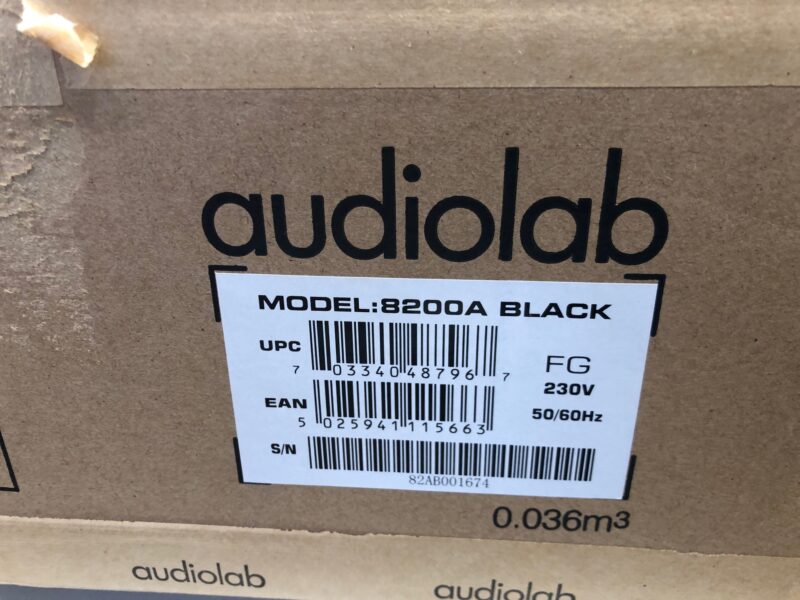 audiolab
MODEL:8200A BLACK
UPC
7 03340 48796 7
FG
230V
EAN
50/60Hz
5 025941 115663
S/N
82AB001674
0.036m³
audiolab
audiolab